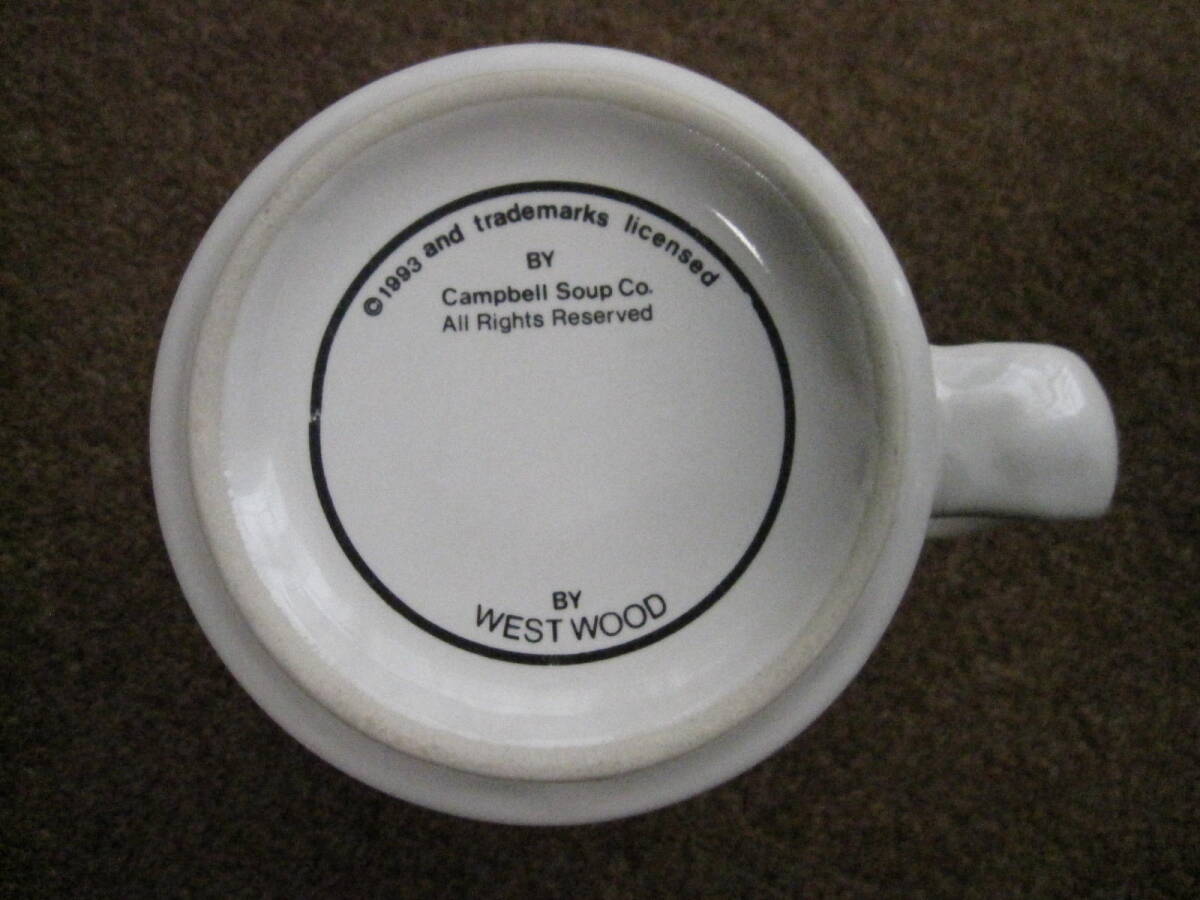 ©1993 and trademarks licensed
BY
Campbell Soup Co.
All Rights Reserved
BY
WEST WOOD